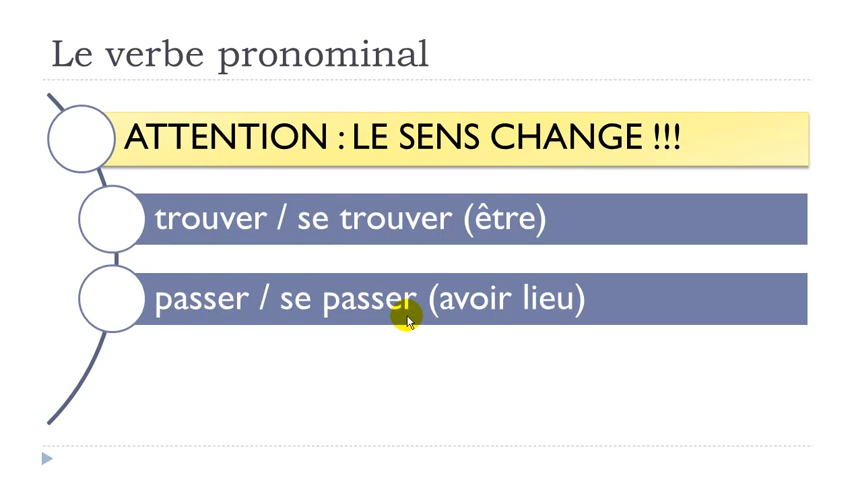 Le verbe pronominal
ATTENTION : LE SENS CHANGE !!!
trouver / se trouver (être)
passer / se passer (avoir lieu)